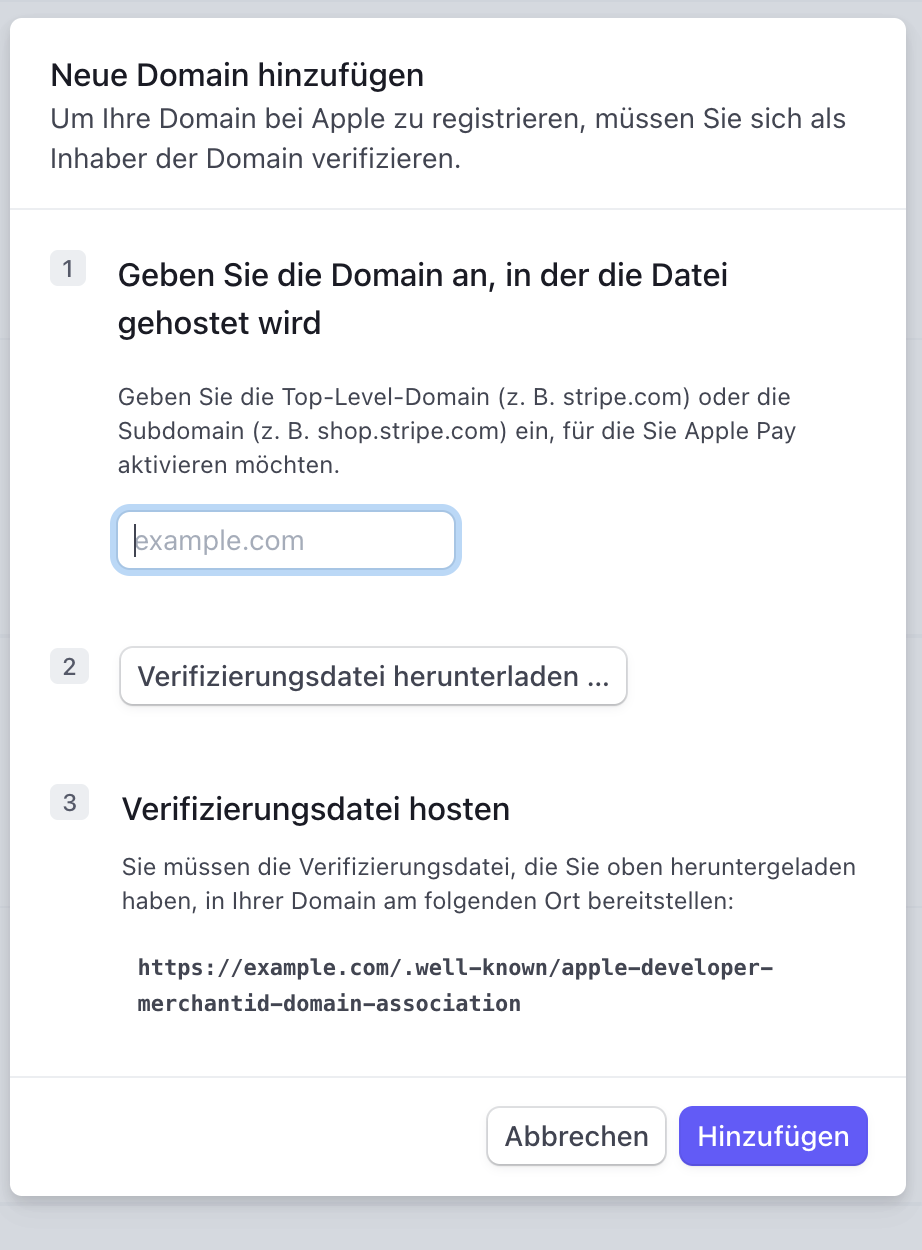 Neue Domain hinzufügen
Um Ihre Domain bei Apple zu registrieren, müssen Sie sich als
Inhaber der Domain verifizieren.
1
Geben Sie die Domain an, in der die Datei
gehostet wird
Geben Sie die Top-Level-Domain (z. B. stripe.com) oder die
Subdomain (z. B. shop.stripe.com) ein, für die Sie Apple Pay
aktivieren möchten.
example.com
2
Verifizierungsdatei herunterladen ...
3
Verifizierungsdatei hosten
Sie müssen die Verifizierungsdatei, die Sie oben heruntergeladen
haben, in Ihrer Domain am folgenden Ort bereitstellen:
https://example.com/.well-known/apple-developer-
merchantid-domain-association
Abbrechen
Hinzufügen